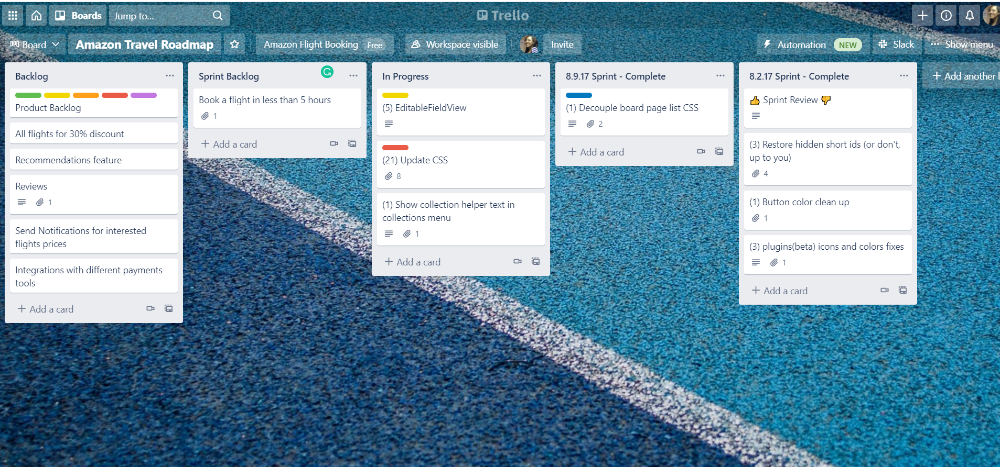 Boards
Jump to...
Trello
Board
Amazon Travel Roadmap
Amazon Flight Booking Free
Workspace visible
Invite
Automation NEW
Slack
Show menu
Backlog
Product Backlog
All flights for 30% discount
Recommendations feature
Reviews
1
Send Notifications for interested
flights prices
Integrations with different payments
tools
+ Add a card
Sprint Backlog
Book a flight in less than 5 hours
1
+ Add a card
In Progress
(5) EditableFieldView
(21) Update CSS
8
(1) Show collection helper text in
collections menu
1
+ Add a card
8.9.17 Sprint - Complete
(1) Decouple board page list CSS
2
+ Add a card
8.2.17 Sprint - Complete
👍 Sprint Review 👎
(3) Restore hidden short ids (or don't,
up to you)
4
(1) Button color clean up
1
(3) plugins(beta) icons and colors fixes
1
+ Add a card
+ Add another l